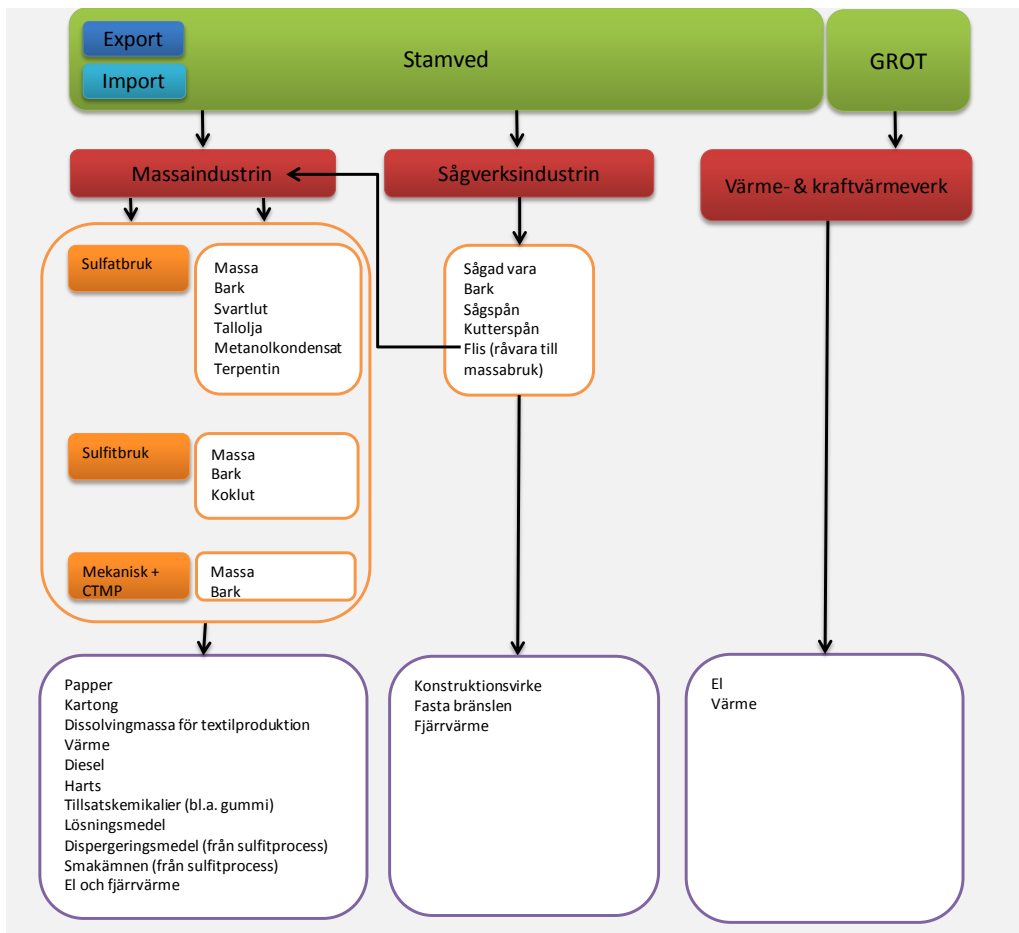 Export
Import
Stamved
GROT
Massaindustrin
Sågverksindustrin
Värme- & kraftvärmeverk
Sulfatbruk
Massa
Bark
Svartlut
Tallolja
Metanolkondensat
Terpentin
Sågad vara
Bark
Sågspån
Kutterspån
Flis (råvara till
massabruk)
Sulfitbruk
Massa
Bark
Koklut
Mekanisk +
CTMP
Massa
Bark
Papper
Kartong
Dissolvingmassa för textilproduktion
Värme
Diesel
Harts
Tillsatskemikalier (bl.a. gummi)
Lösningsmedel
Dispergeringsmedel (från sulfitprocess)
Smakämnen (från sulfitprocess)
El och fjärrvärme
Konstruktionsvirke
Fasta bränslen
Fjärrvärme
El
Värme